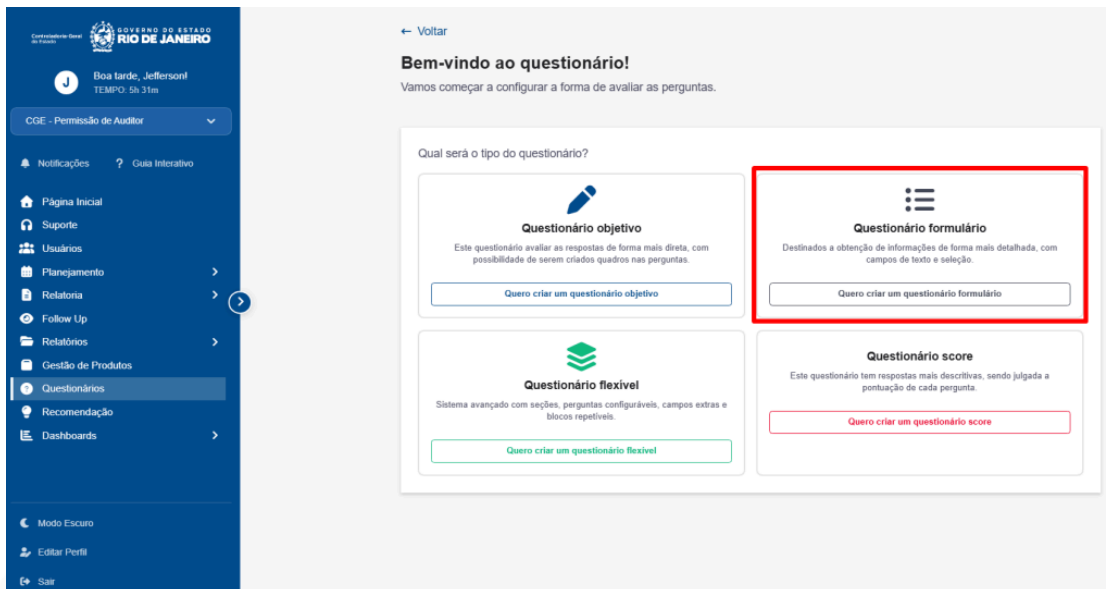 Controladoria Geral
do Estado
GOVERNO DO ESTADO
RIO DE JANEIRO
J
Boa tarde, Jefferson!
TEMPO: 5h 31m
CGE - Permissão de Auditor
Notificações
? Guia Interativo
Página Inicial
Suporte
Usuários
Planejamento
Relatoria
Follow Up
Relatórios
Gestão de Produtos
Questionários
Recomendação
Dashboards
Modo Escuro
Editar Perfil
Sair
← Voltar
Bem-vindo ao questionário!
Vamos começar a configurar a forma de avaliar as perguntas.
Qual será o tipo do questionário?
Questionário objetivo
Este questionário avaliar as respostas de forma mais direta, com
possibilidade de serem criados quadros nas perguntas.
Quero criar um questionário objetivo
Questionário formulário
Destinados a obtenção de informações de forma mais detalhada, com
campos de texto e seleção.
Quero criar um questionário formulário
Questionário flexível
Sistema avançado com seções, perguntas configuráveis, campos extras e
blocos repetíveis.
Quero criar um questionário flexível
Questionário score
Este questionário tem respostas mais descritivas, sendo julgada a
pontuação de cada pergunta.
Quero criar um questionário score